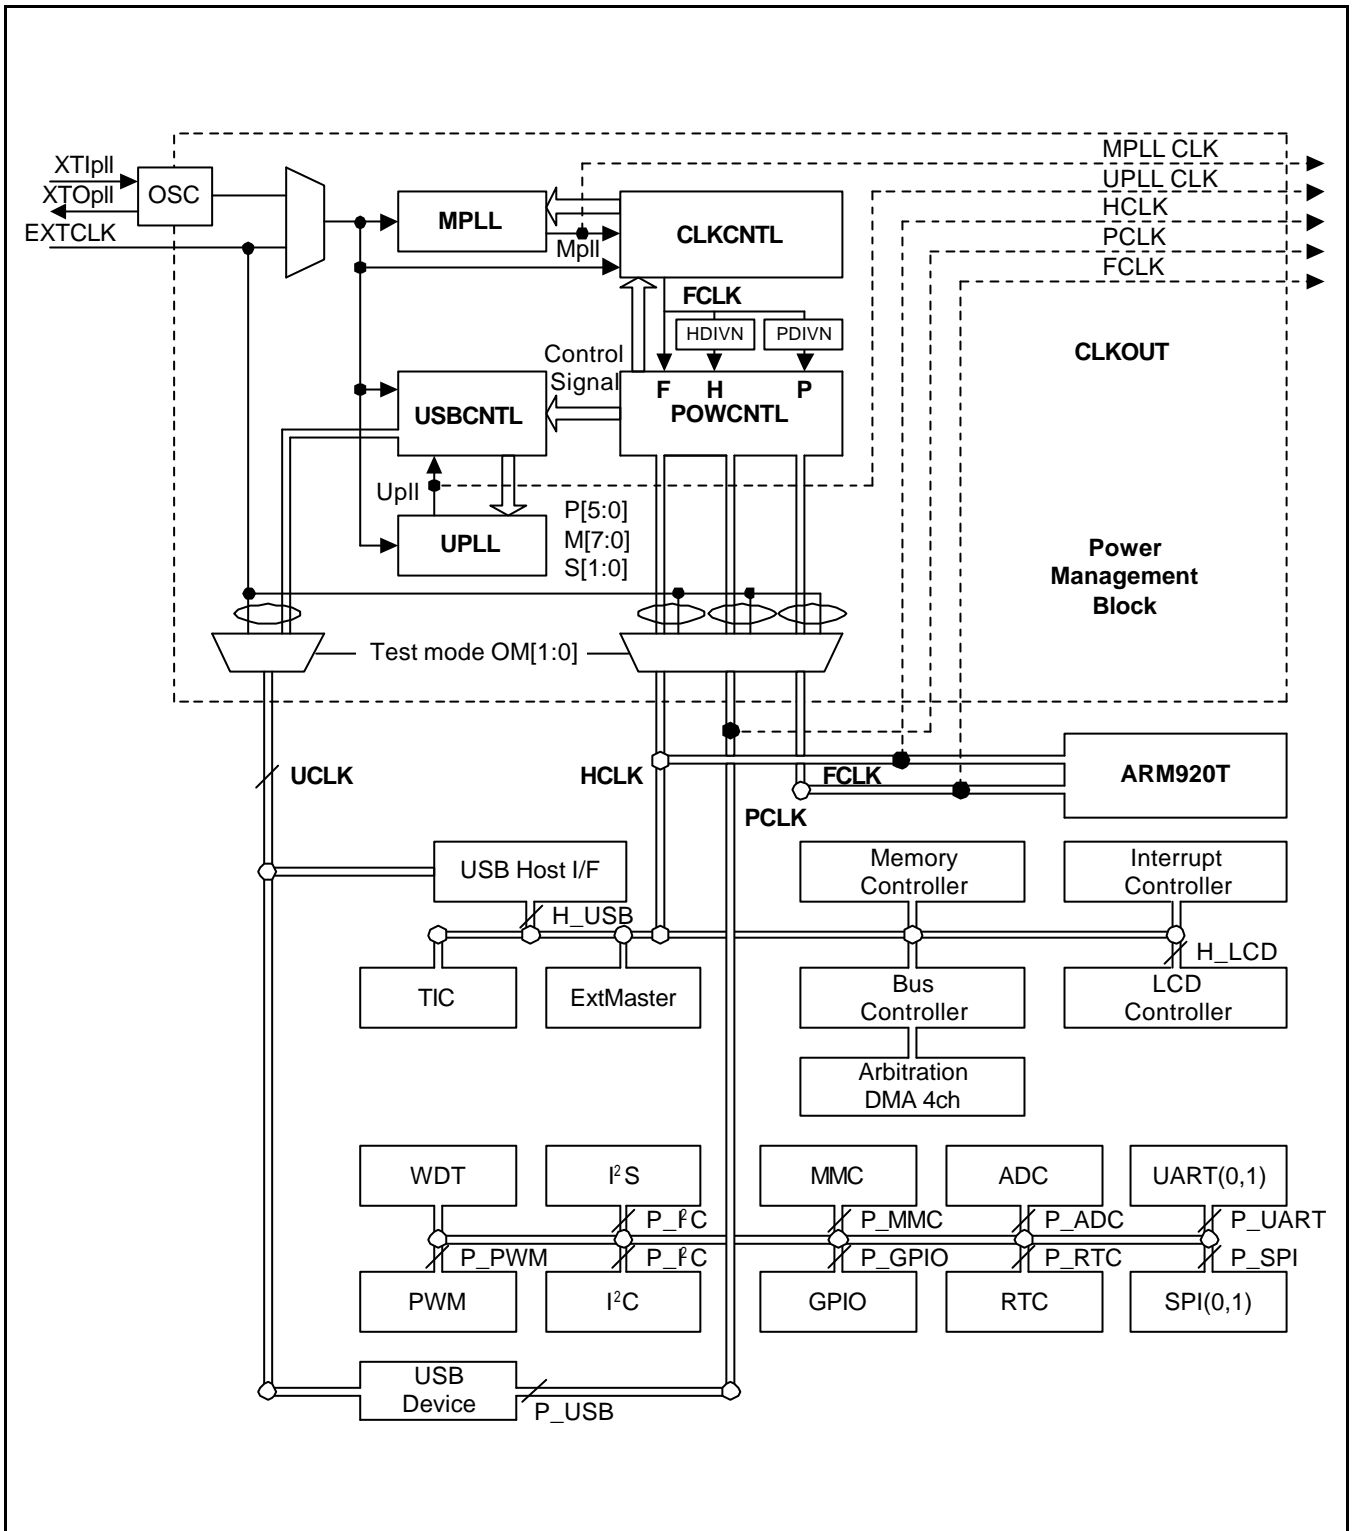 MPLL CLK
XTIpll
UPLL CLK
XTOpll
OSC
HCLK
MPLL
EXTCLK
CLKCNTL
PCLK
Mpll
FCLK
FCLK
HDIVN
PDIVN
CLKOUT
Control
Signal
F H P
USBCNTL
POWCNTL
Upll
P[5:0]
UPLL
M[7:0]
S[1:0]
Power
Management
Block
Test mode OM[1:0]
UCLK
HCLK
FCLK
ARM920T
PCLK
USB Host I/F
Memory
Controller
Interrupt
Controller
H_USB
H_LCD
TIC
ExtMaster
Bus
Controller
LCD
Controller
Arbitration
DMA 4ch
WDT
I²S
MMC
ADC
UART(0,1)
P_I²C
P_MMC
P_ADC
P_UART
P_PWM
P_I²C
P_GPIO
P_RTC
P_SPI
PWM
I²C
GPIO
RTC
SPI(0,1)
USB
Device
P_USB